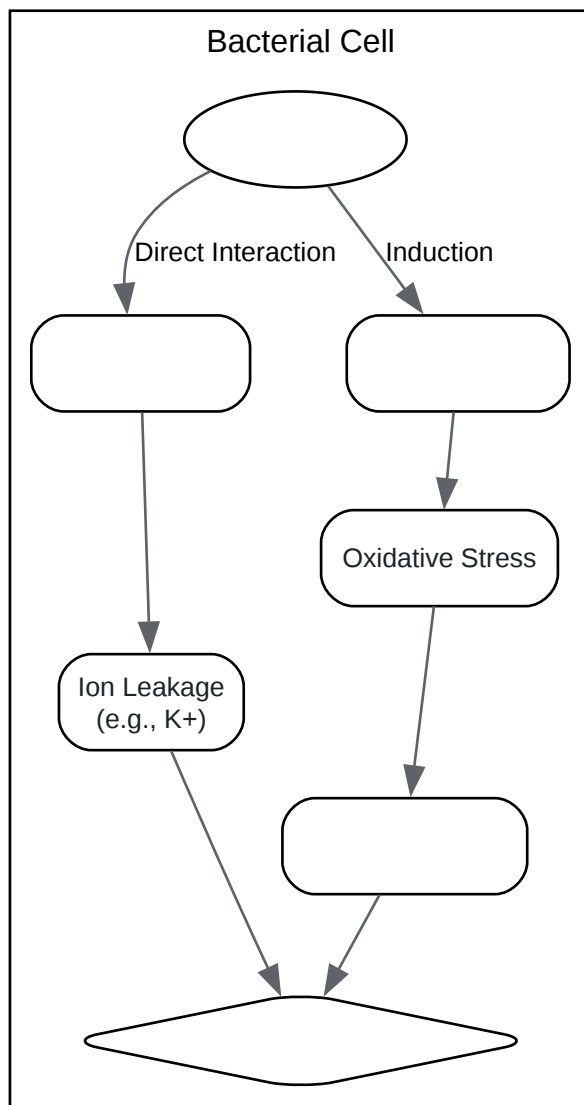 Bacterial Cell
Direct Interaction
Induction
Oxidative Stress
Ion Leakage
(e.g., K+)